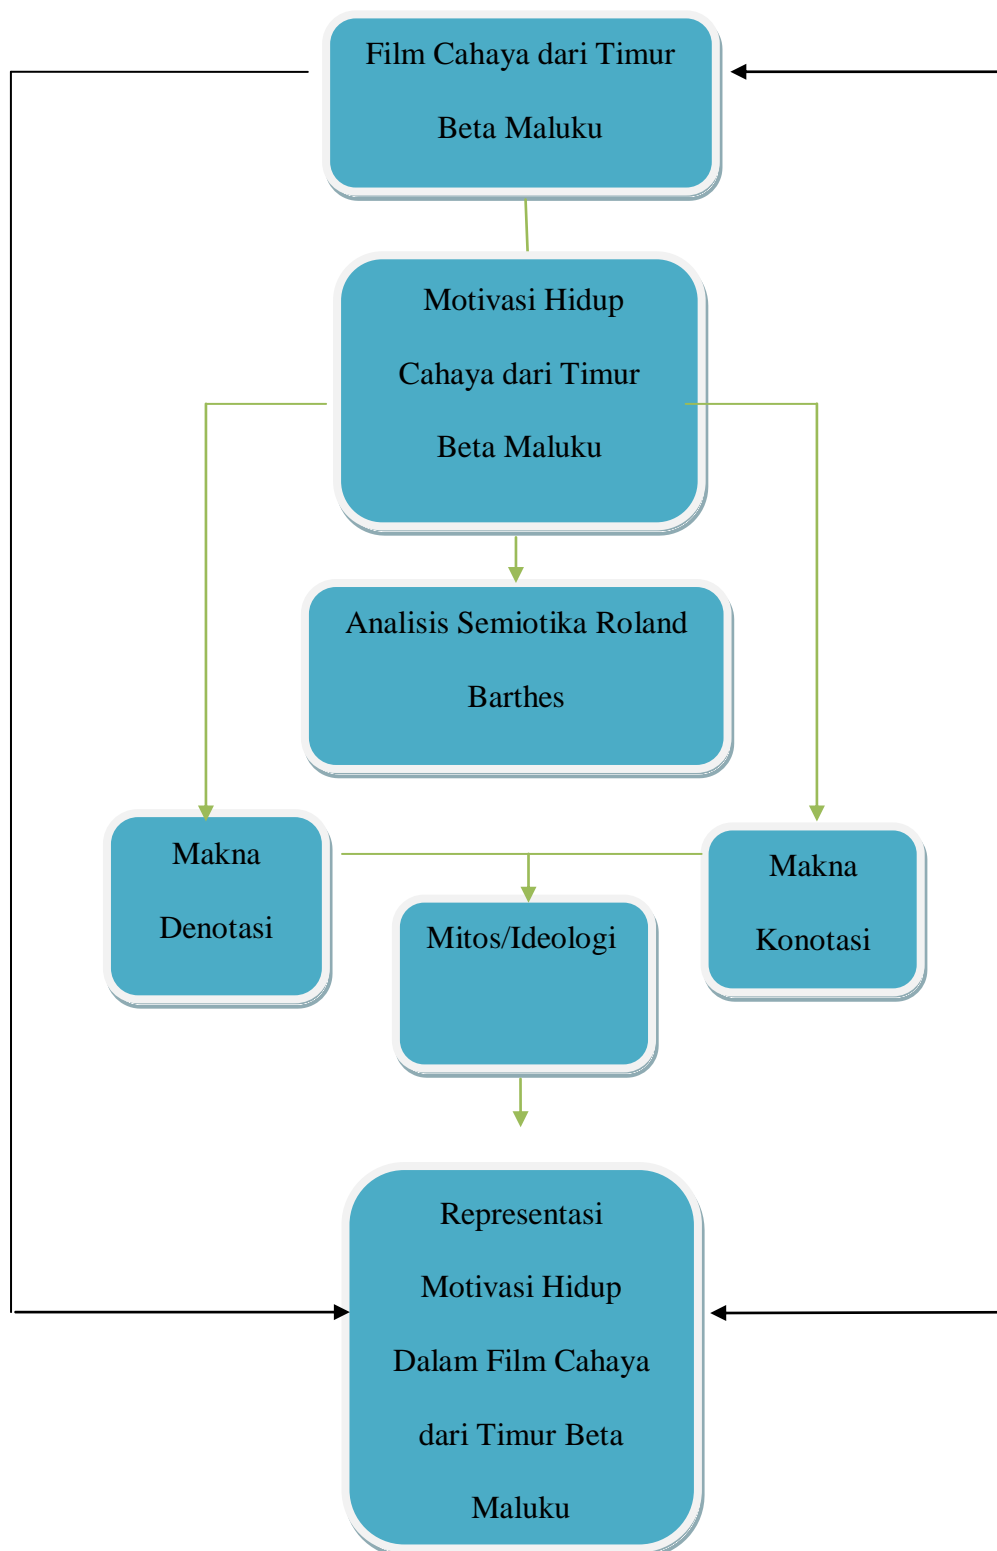 Film Cahaya dari Timur
Beta Maluku
Motivasi Hidup
Cahaya dari Timur
Beta Maluku
Analisis Semiotika Roland
Barthes
Makna
Denotasi
Makna
Konotasi
Mitos/Ideologi
Representasi
Motivasi Hidup
Dalam Film Cahaya
dari Timur Beta
Maluku